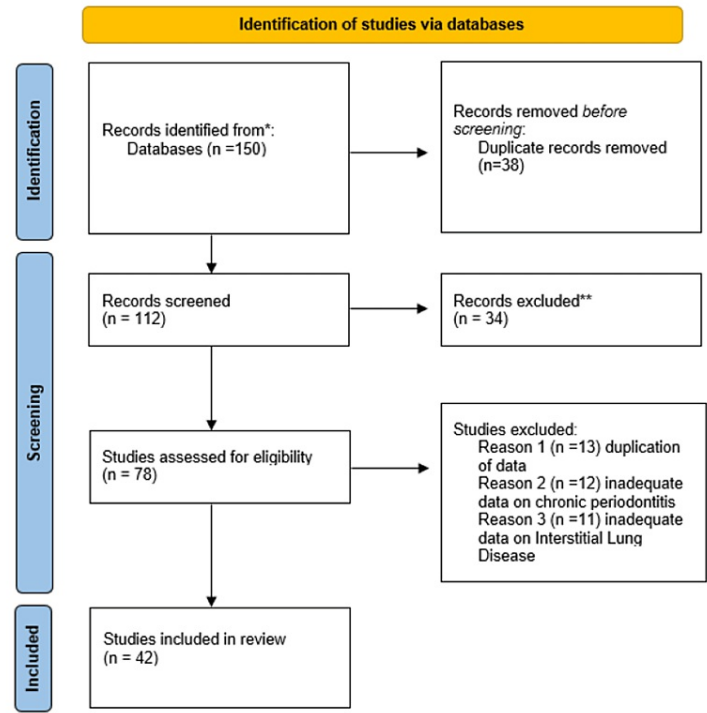 Identification of studies via databases
Identification
Records identified from*:
Databases (n =150)
Records removed before
screening:
Duplicate records removed
(n=38)
Screening
Records screened
(n = 112)
Records excluded**
(n = 34)
Studies assessed for eligibility
(n = 78)
Studies excluded:
Reason 1 (n =13) duplication
of data
Reason 2 (n =12) inadequate
data on chronic periodontitis
Reason 3 (n =11) inadequate
data on Interstitial Lung
Disease
Included
Studies included in review
(n = 42)